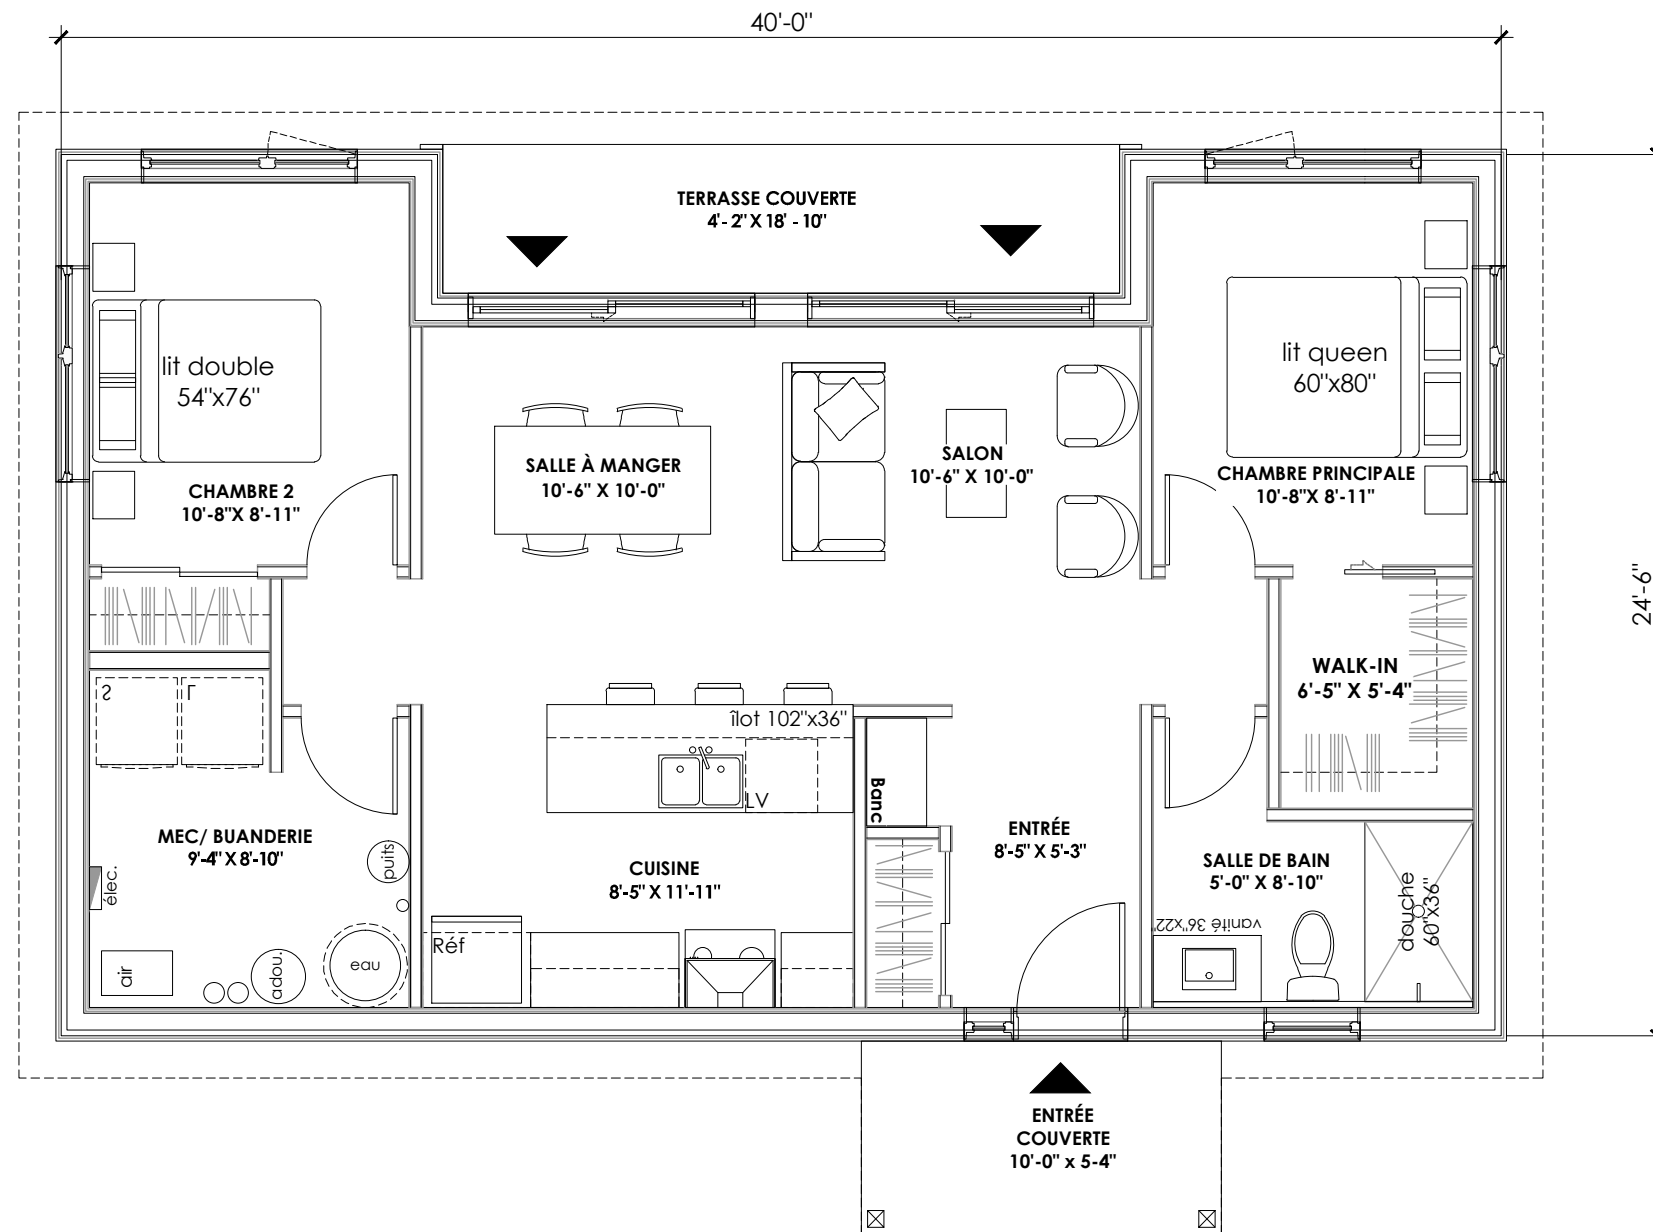 40'-0"
TERRASSE COUVERTE
4'- 2" X 18' - 10"
lit double
54"x76"
lit queen
60"x80"
SALLE À MANGER
10'-6" X 10'-0"
SALON
10'-6" X 10'-0"
CHAMBRE 2
10'-8"X 8'-11"
CHAMBRE PRINCIPALE
10'-8"X 8'-11"
24'-6"
WALK-IN
6'-5" X 5'-4"
S
L
îlot 102"x36"
LV
Banc
MEC/ BUANDERIE
9'-4" X 8'-10"
puits
élec.
CUISINE
8'-5" X 11'-11"
ENTRÉE
8'-5" X 5'-3"
SALLE DE BAIN
5'-0" X 8'-10"
vanité 36"x22"
douche
60"x36"
Réf
air
adou.
eau
ENTRÉE
COUVERTE
10'-0" x 5-4"